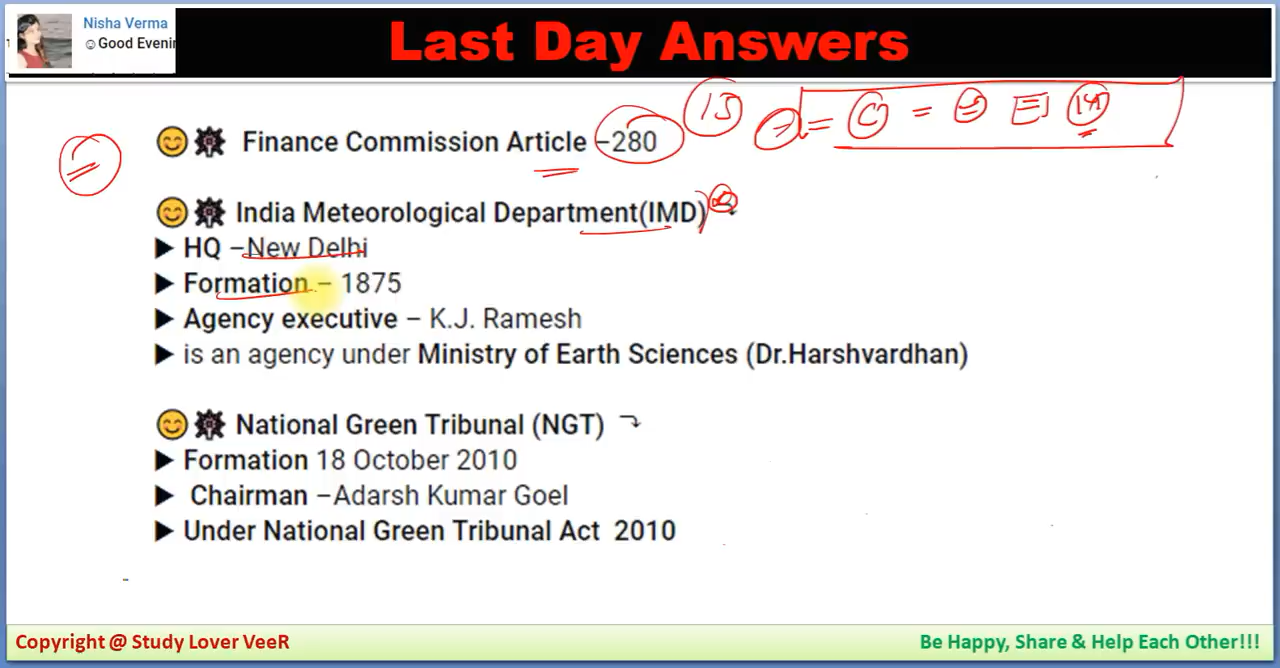 Nisha Verma
☺Good Evenin
Last Day Answers
15
Finance Commission Article –280
India Meteorological Department(IMD)
▶ HQ –New Delhi
▶ Formation – 1875
▶ Agency executive – K.J. Ramesh
▶ is an agency under Ministry of Earth Sciences (Dr.Harshvardhan)
National Green Tribunal (NGT)
▶ Formation 18 October 2010
▶ Chairman –Adarsh Kumar Goel
▶ Under National Green Tribunal Act 2010
Copyright @ Study Lover VeeR
Be Happy, Share & Help Each Other!!!